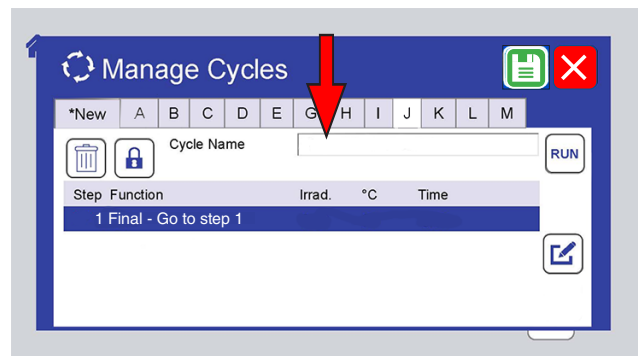 Manage Cycles
*New A B C D E G H I J K L M
Cycle Name
RUN
Step Function Irrad. °C Time
1 Final - Go to step 1